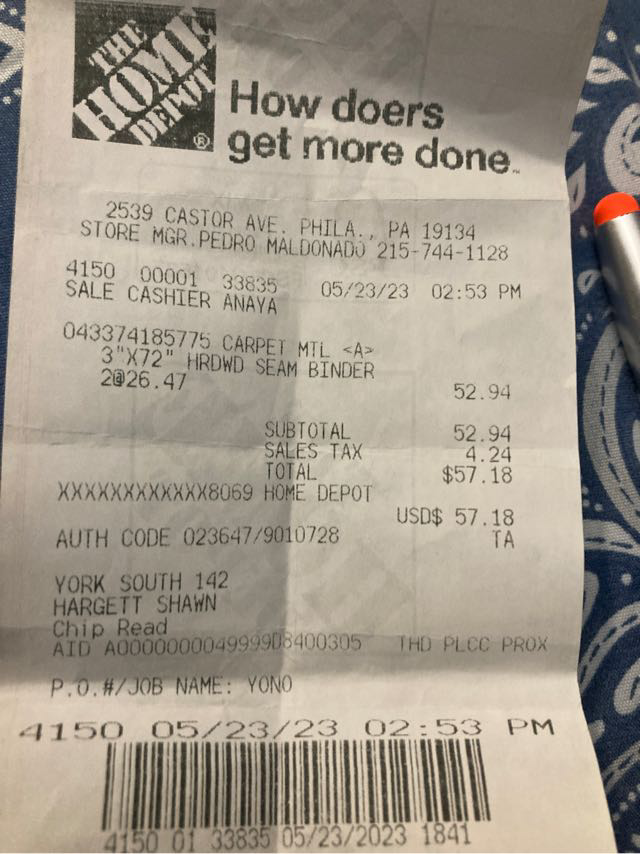 THE
HOME
DEPOT
®
How doers
get more done™
2539 CASTOR AVE. PHILA., PA 19134
STORE MGR.PEDRO MALDONADO 215-744-1128
4150 00001 33835 05/23/23 02:53 PM
SALE CASHIER ANAYA
043374185775 CARPET MTL <A>
3"X72" HRDWD SEAM BINDER
2@26.47 52.94
SUBTOTAL 52.94
SALES TAX 4.24
TOTAL $57.18
XXXXXXXXXXXX8069 HOME DEPOT
USD$ 57.18
AUTH CODE 023647/9010728 TA
YORK SOUTH 142
HARGETT SHAWN
Chip Read
AID A0000000049999D8400305 THD PLCC PROX
P.O.#/JOB NAME: YONO
4150 05/23/23 02:53 PM
4150 01 33835 05/23/2023 1841